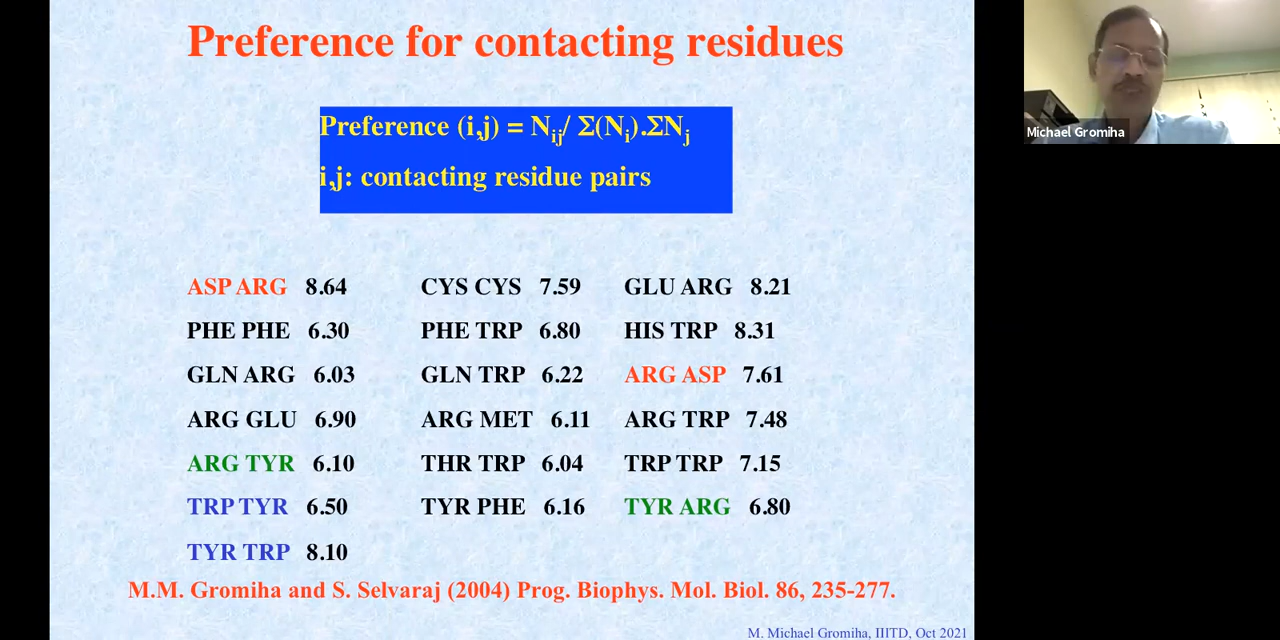 Preference for contacting residues
Michael Gromiha
Preference (i,j) = Nij/ Σ(Ni).ΣNj
i,j: contacting residue pairs
ASP ARG 8.64 CYS CYS 7.59 GLU ARG 8.21
PHE PHE 6.30 PHE TRP 6.80 HIS TRP 8.31
GLN ARG 6.03 GLN TRP 6.22 ARG ASP 7.61
ARG GLU 6.90 ARG MET 6.11 ARG TRP 7.48
ARG TYR 6.10 THR TRP 6.04 TRP TRP 7.15
TRP TYR 6.50 TYR PHE 6.16 TYR ARG 6.80
TYR TRP 8.10
M.M. Gromiha and S. Selvaraj (2004) Prog. Biophys. Mol. Biol. 86, 235-277.
M. Michael Gromiha, IIITD, Oct 2021